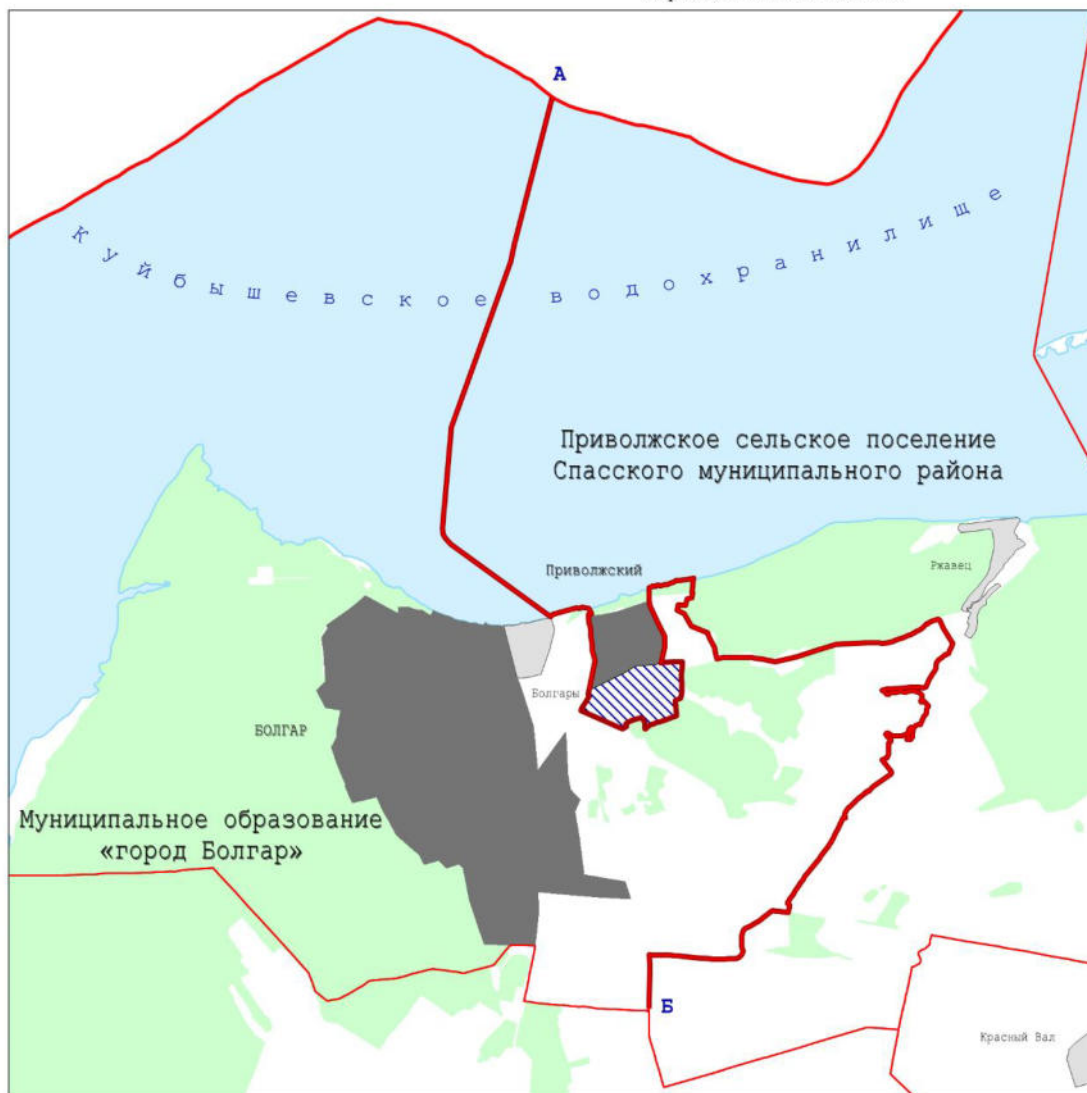 А
Куйбышевское водохранилище
Приволжское сельское поселение
Спасского муниципального района
Приволжский
Ржавец
Болгары
БОЛГАР
Муниципальное образование
«город Болгар»
Б
Красный Вал